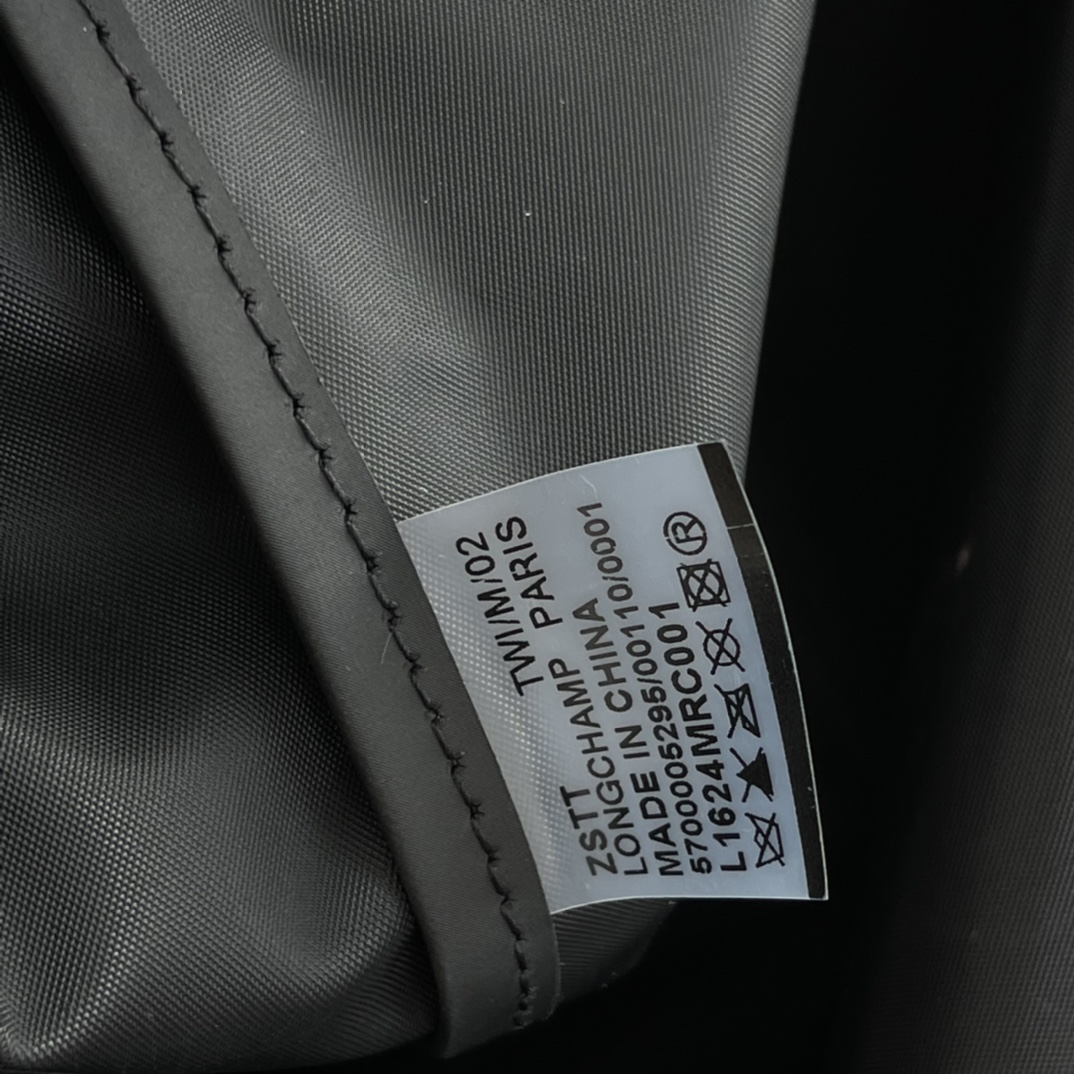 TWI/M/02
PARIS
ZSTT
LONGCHAMP
MADE IN CHINA
5700005295/00110/0001
L1624MRC001
®